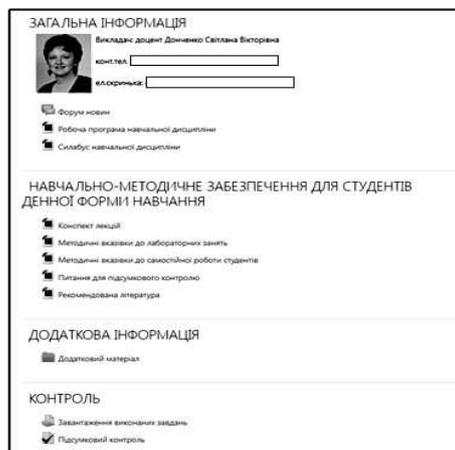 ЗАГАЛЬНА ІНФОРМАЦІЯ
Викладач: доцент Донченко Світлана Вікторівна
конт.тел.
ел.скринька:
Форум новин
Робоча програма навчальної дисципліни
Силабус навчальної дисципліни
НАВЧАЛЬНО-МЕТОДИЧНЕ ЗАБЕЗПЕЧЕННЯ ДЛЯ СТУДЕНТІВ
ДЕННОЇ ФОРМИ НАВЧАННЯ
Конспект лекцій
Методичні вказівки до лабораторних занять
Методичні вказівки до самостійної роботи студентів
Питання для підсумкового контролю
Рекомендована література
ДОДАТКОВА ІНФОРМАЦІЯ
Додатковий матеріал
КОНТРОЛЬ
Завантаження виконаних завдань
Підсумковий контроль